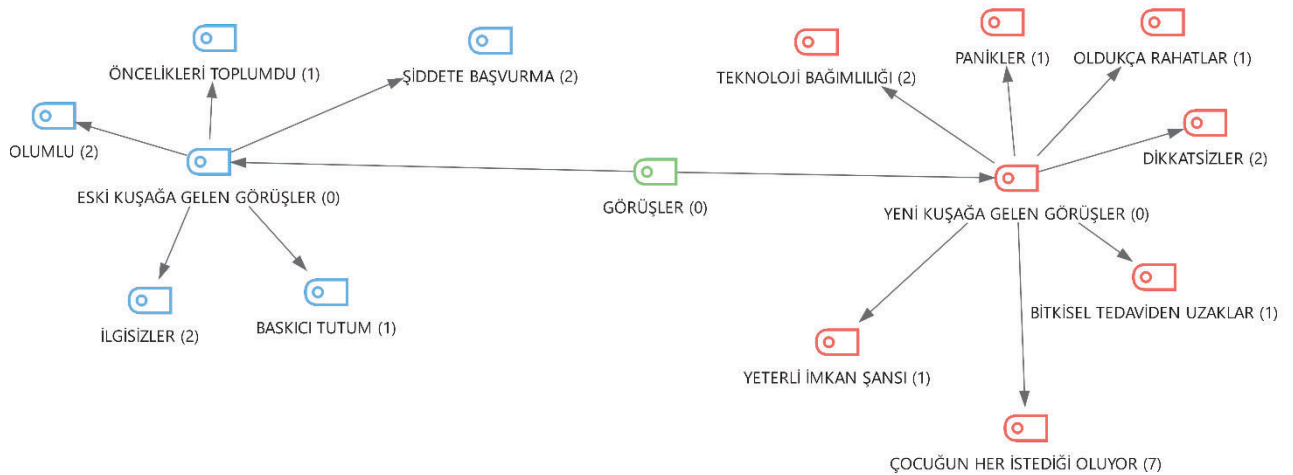 ÖNCELİKLERİ TOPLUMDU (1)
ŞİDDETE BAŞVURMA (2)
OLUMLU (2)
ESKİ KUŞAĞA GELEN GÖRÜŞLER (0)
İLGİSİZLER (2)
BASKICI TUTUM (1)
GÖRÜŞLER (0)
TEKNOLOJİ BAĞIMLILIĞI (2)
PANİKLER (1)
OLDUKÇA RAHATLAR (1)
DİKKATSİZLER (2)
YENİ KUŞAĞA GELEN GÖRÜŞLER (0)
BİTKİSEL TEDAVİDEN UZAKLAR (1)
YETERLİ İMKAN ŞANSI (1)
ÇOCUĞUN HER İSTEDİĞİ OLUYOR (7)